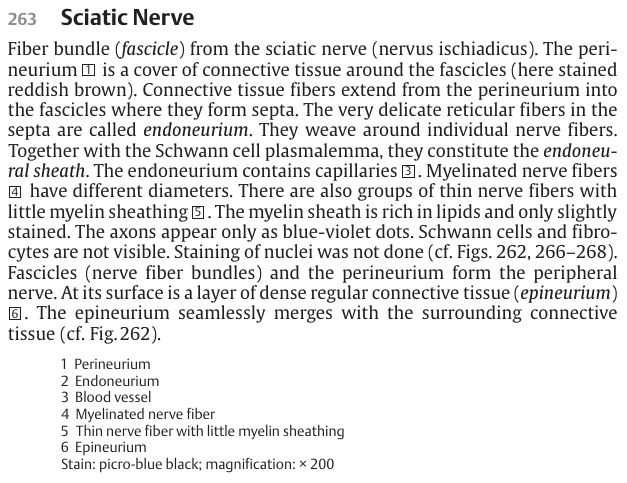 263 Sciatic Nerve
Fiber bundle (fascicle) from the sciatic nerve (nervus ischiadicus). The peri-
neurium 1 is a cover of connective tissue around the fascicles (here stained
reddish brown). Connective tissue fibers extend from the perineurium into
the fascicles where they form septa. The very delicate reticular fibers in the
septa are called endoneurium. They weave around individual nerve fibers.
Together with the Schwann cell plasmalemma, they constitute the endoneu-
ral sheath. The endoneurium contains capillaries 3. Myelinated nerve fibers
4 have different diameters. There are also groups of thin nerve fibers with
little myelin sheathing 5. The myelin sheath is rich in lipids and only slightly
stained. The axons appear only as blue-violet dots. Schwann cells and fibro-
cytes are not visible. Staining of nuclei was not done (cf. Figs. 262, 266–268).
Fascicles (nerve fiber bundles) and the perineurium form the peripheral
nerve. At its surface is a layer of dense regular connective tissue (epineurium)
6. The epineurium seamlessly merges with the surrounding connective
tissue (cf. Fig. 262).
1 Perineurium
2 Endoneurium
3 Blood vessel
4 Myelinated nerve fiber
5 Thin nerve fiber with little myelin sheathing
6 Epineurium
Stain: picro-blue black; magnification: × 200